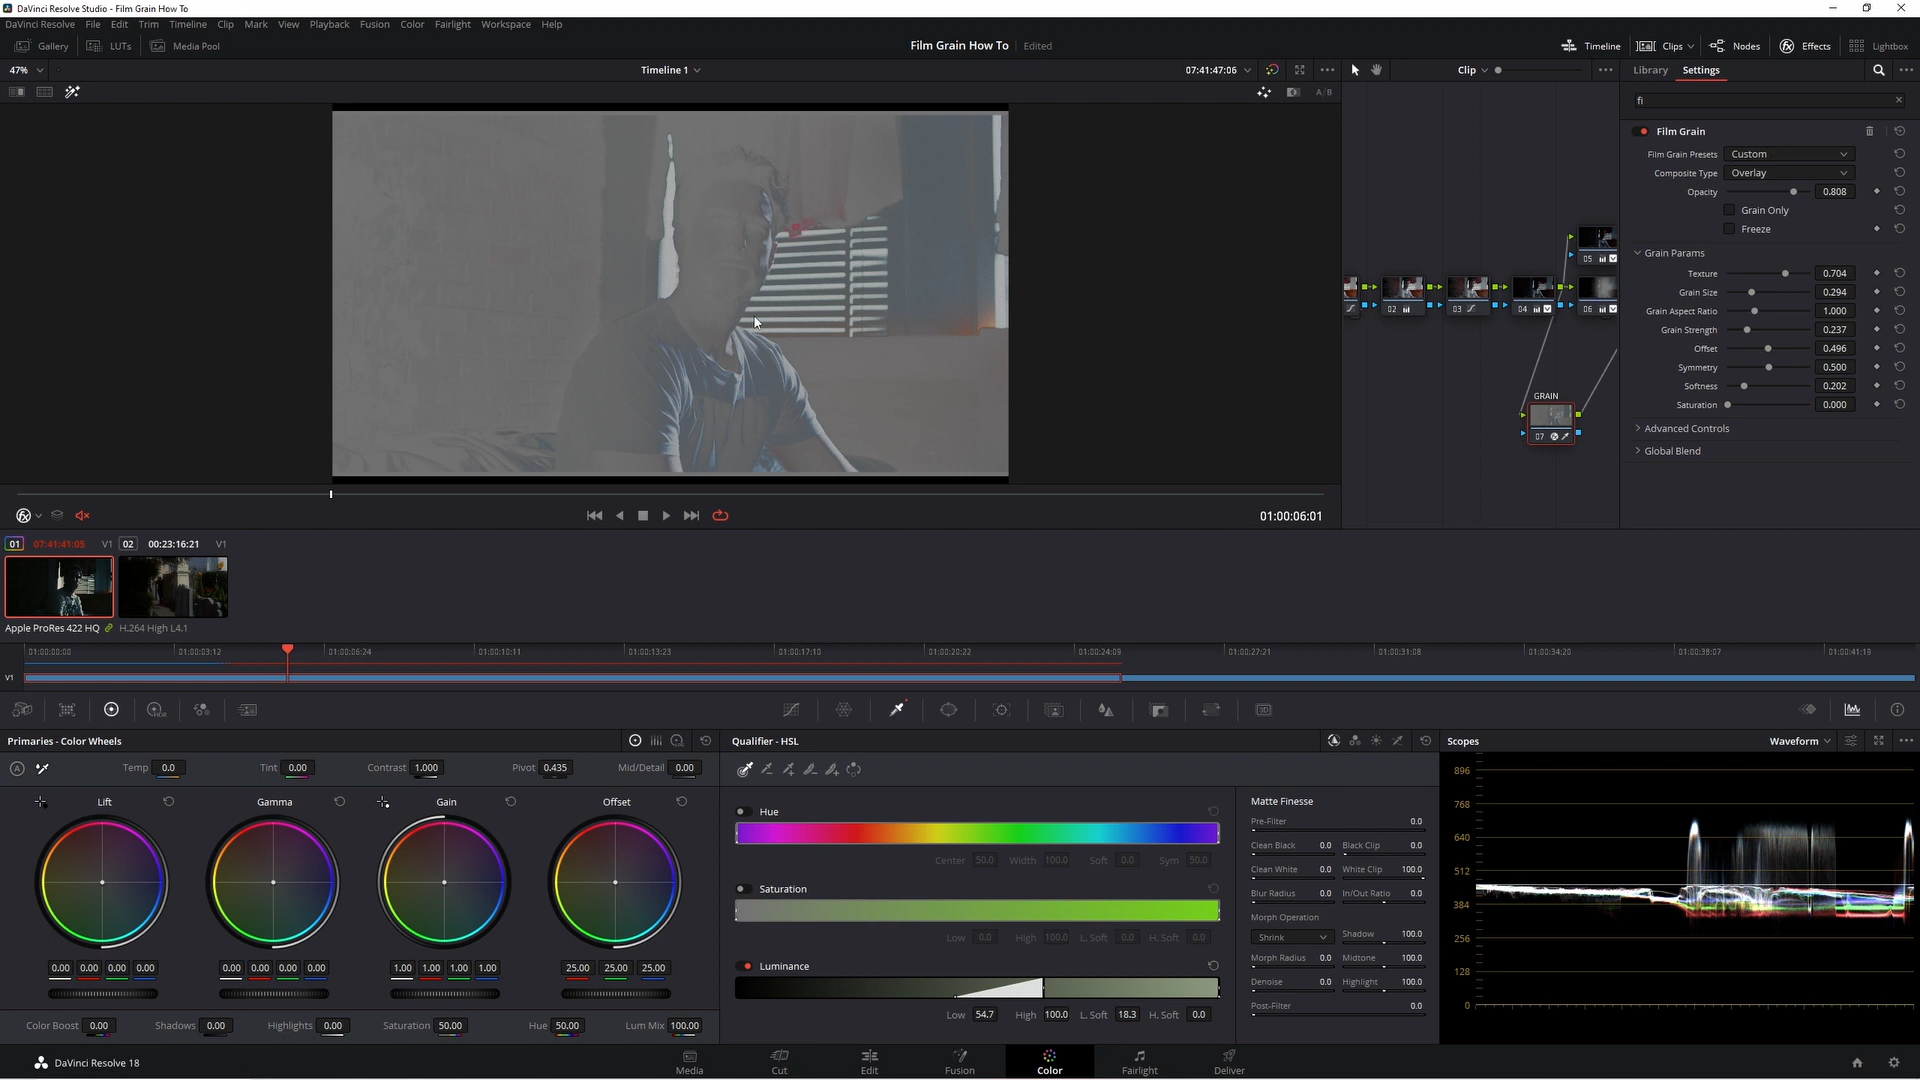 DaVinci Resolve Studio - Film Grain How To
DaVinci Resolve File Edit Trim Timeline Clip Mark View Playback Fusion Color Fairlight Workspace Help
Gallery LUTs Media Pool Film Grain How To Edited Timeline Clips Nodes Effects Lightbox
47% Timeline 1 07:41:47:06 Clip Library Settings
A/B
fi
Film Grain
Film Grain Presets Custom
Composite Type Overlay
Opacity 0.808
Grain Only
Freeze
Grain Params
Texture 0.704
Grain Size 0.294
Grain Aspect Ratio 1.000
Grain Strength 0.237
Offset 0.496
Symmetry 0.500
Softness 0.202
Saturation 0.000
Advanced Controls
Global Blend
05
02 03 04 06
GRAIN
07
01:00:06:01
01 07:41:41:05 V1 02 00:23:16:21 V1
Apple ProRes 422 HQ H.264 High L4.1
01:00:00:00 01:00:03:12 01:00:06:24 01:00:10:11 01:00:13:23 01:00:17:10 01:00:20:22 01:00:24:09 01:00:27:21 01:00:31:08 01:00:34:20 01:00:38:07 01:00:41:19
V1
HDR 3D
Primaries - Color Wheels
Temp 0.0 Tint 0.00 Contrast 1.000 Pivot 0.435 Mid/Detail 0.00
Lift Gamma Gain Offset
0.00 0.00 0.00 0.00 0.00 0.00 0.00 0.00 1.00 1.00 1.00 1.00 25.00 25.00 25.00
Color Boost 0.00 Shadows 0.00 Highlights 0.00 Saturation 50.00 Hue 50.00 Lum Mix 100.00
Qualifier - HSL
Hue
Center 50.0 Width 100.0 Soft 0.0 Sym 50.0
Saturation
Low 0.0 High 100.0 L. Soft 0.0 H. Soft 0.0
Luminance
Low 54.7 High 100.0 L. Soft 18.3 H. Soft 0.0
Matte Finesse
Pre-Filter 0.0
Clean Black 0.0 Black Clip 0.0
Clean White 0.0 White Clip 100.0
Blur Radius 0.0 In/Out Ratio 0.0
Morph Operation
Shrink Shadow 100.0
Morph Radius 0.0 Midtone 100.0
Denoise 0.0 Highlight 100.0
Post-Filter 0.0
Scopes Waveform
896
768
640
512
384
256
128
0
DaVinci Resolve 18
Media Cut Edit Fusion Color Fairlight Deliver